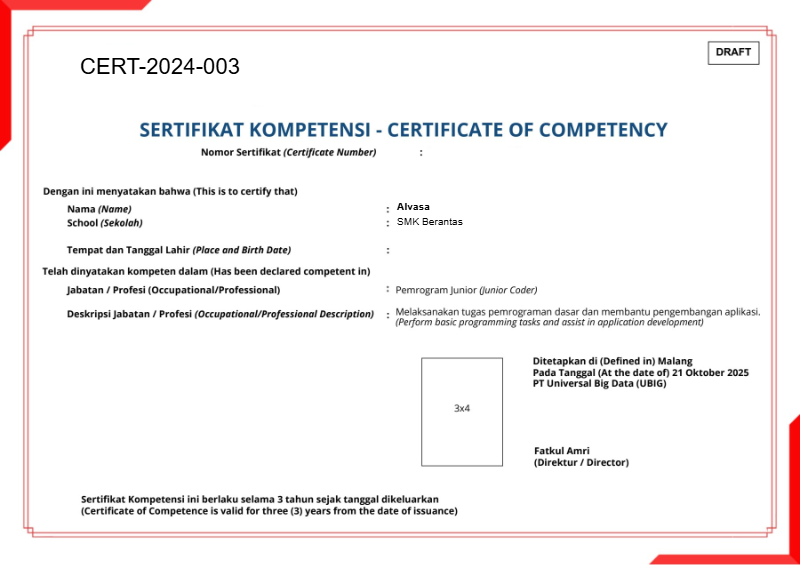 DRAFT
CERT-2024-003
SERTIFIKAT KOMPETENSI - CERTIFICATE OF COMPETENCY
Nomor Sertifikat (Certificate Number) :
Dengan ini menyatakan bahwa (This is to certify that)
Nama (Name) : Alvasa
School (Sekolah) : SMK Berantas
Tempat dan Tanggal Lahir (Place and Birth Date) :
Telah dinyatakan kompeten dalam (Has been declared competent in)
Jabatan / Profesi (Occupational/Professional) : Pemrogram Junior (Junior Coder)
Deskripsi Jabatan / Profesi (Occupational/Professional Description) : Melaksanakan tugas pemrograman dasar dan membantu pengembangan aplikasi.
(Perform basic programming tasks and assist in application development)
3x4
Ditetapkan di (Defined in) Malang
Pada Tanggal (At the date of) 21 Oktober 2025
PT Universal Big Data (UBIG)
Fatkul Amri
(Direktur / Director)
Sertifikat Kompetensi ini berlaku selama 3 tahun sejak tanggal dikeluarkan
(Certificate of Competence is valid for three (3) years from the date of issuance)